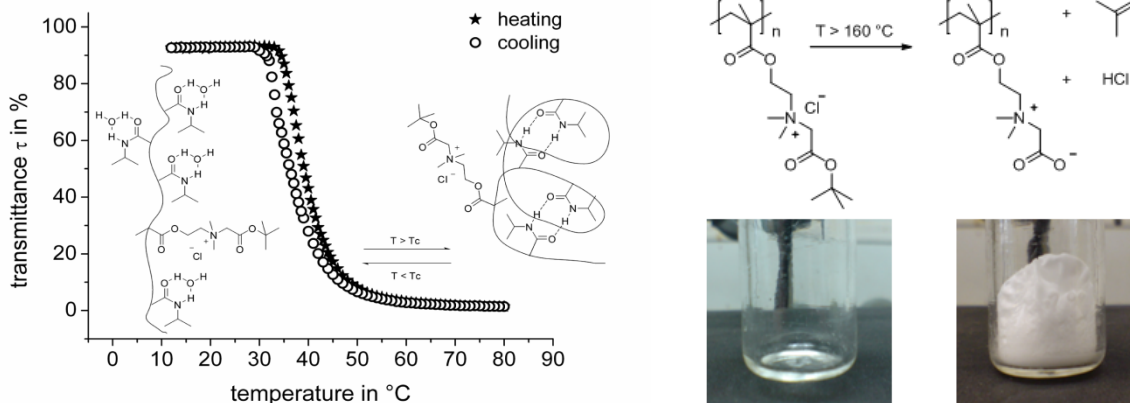 ★ heating
○ cooling
transmittance τ in %
100
80
60
40
20
0
0 10 20 30 40 50 60 70 80 90
temperature in °C
T > Tc
T < Tc
Cl −
Cl −
n
T > 160 °C
n
+
+ HCl
O
O
N
+
Cl −
O
O
O
O
N
+
O
O −